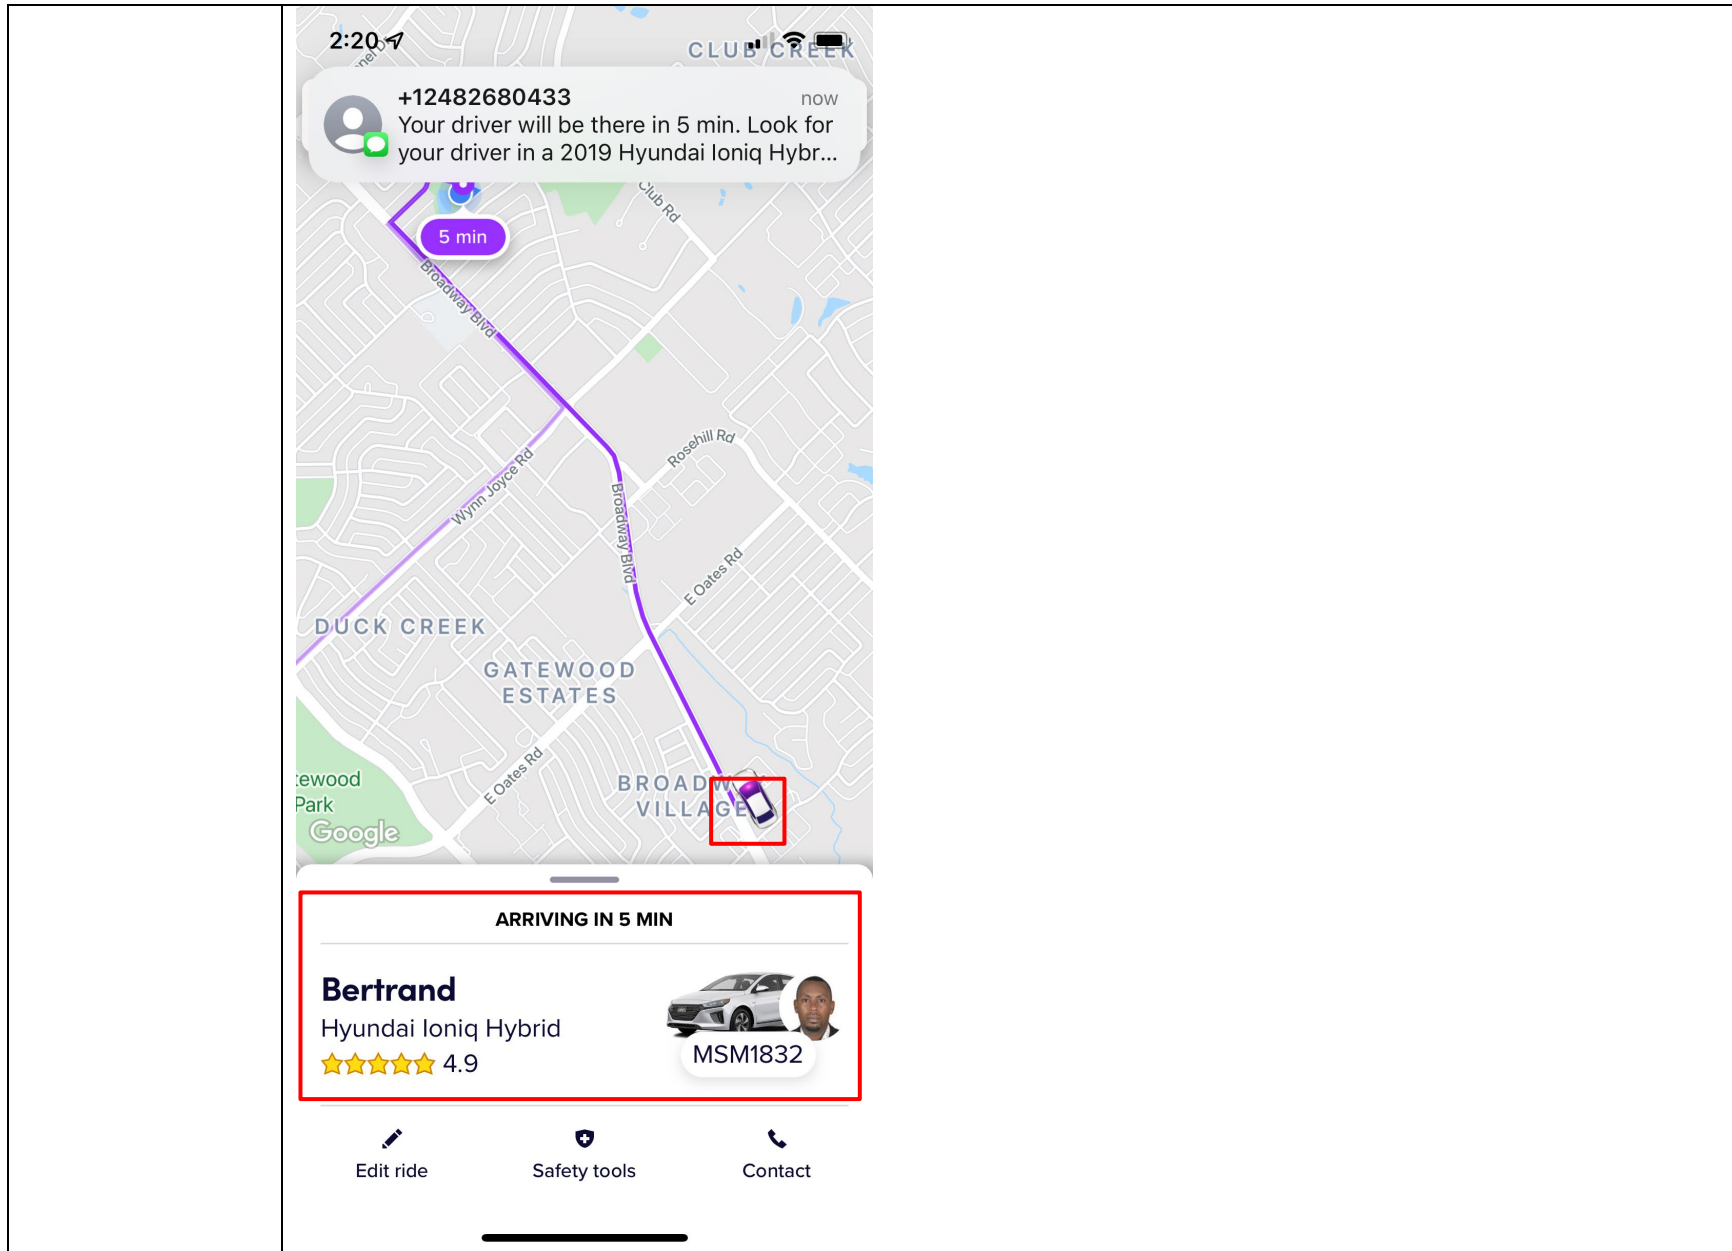 2:20
CLUB CREEK
+12482680433
now
Your driver will be there in 5 min. Look for
your driver in a 2019 Hyundai Ioniq Hybr...
Club Rd
5 min
Broadway Blvd
Rosehill Rd
Wynn Joyce Rd
Broadway Blvd
E Oates Rd
DUCK CREEK
GATEWOOD
ESTATES
E Oates Rd
tewood
Park
BROADW
VILLAGE
Google
ARRIVING IN 5 MIN
Bertrand
Hyundai Ioniq Hybrid
4.9
MSM1832
Edit ride
Safety tools
Contact